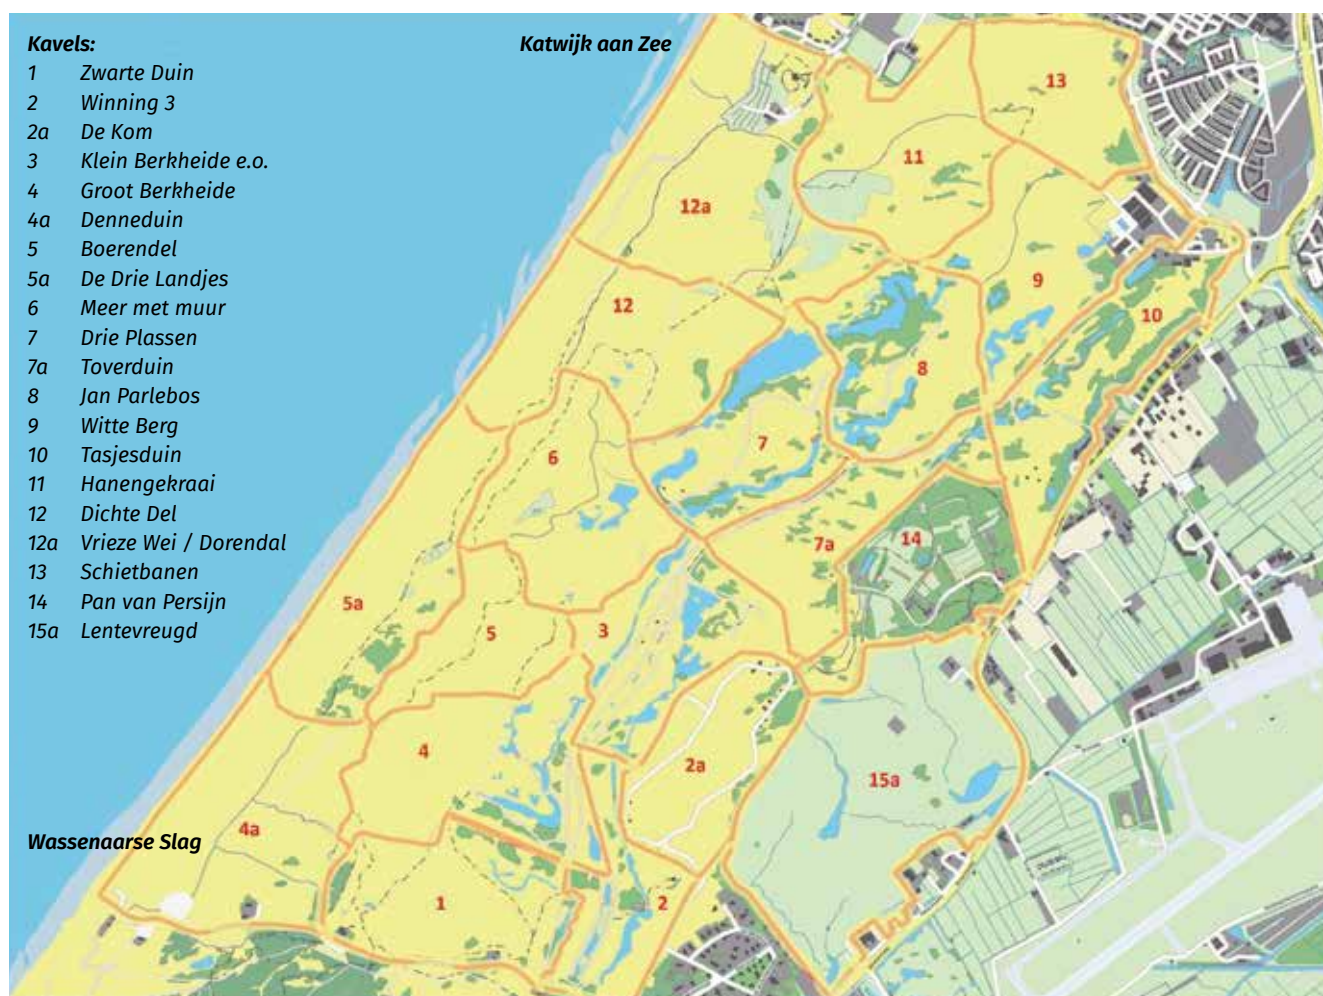 Kavels:
1 Zwarte Duin
2 Winning 3
2a De Kom
3 Klein Berkheide e.o.
4 Groot Berkheide
4a Denneduin
5 Boerendel
5a De Drie Landjes
6 Meer met muur
7 Drie Plassen
7a Toverduin
8 Jan Parlebos
9 Witte Berg
10 Tasjesduin
11 Hanengekraai
12 Dichte Del
12a Vrieze Wei / Dorendal
13 Schietbanen
14 Pan van Persijn
15a Lentevreugd
Katwijk aan Zee
13
11
12a
9
12
10
8
7
6
7a
14
5a
5
3
4
2a
15a
4a
Wassenaarse Slag
1
2